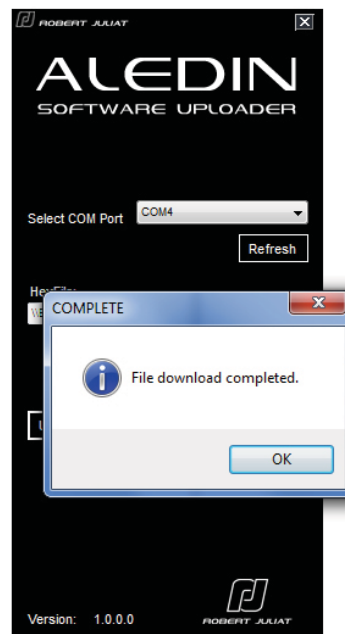 ROBERT JULIAT
ALEDIN
SOFTWARE UPLOADER
Select COM Port
COM4
Refresh
COMPLETE
File download completed.
OK
Version: 1.0.0.0
ROBERT JULIAT